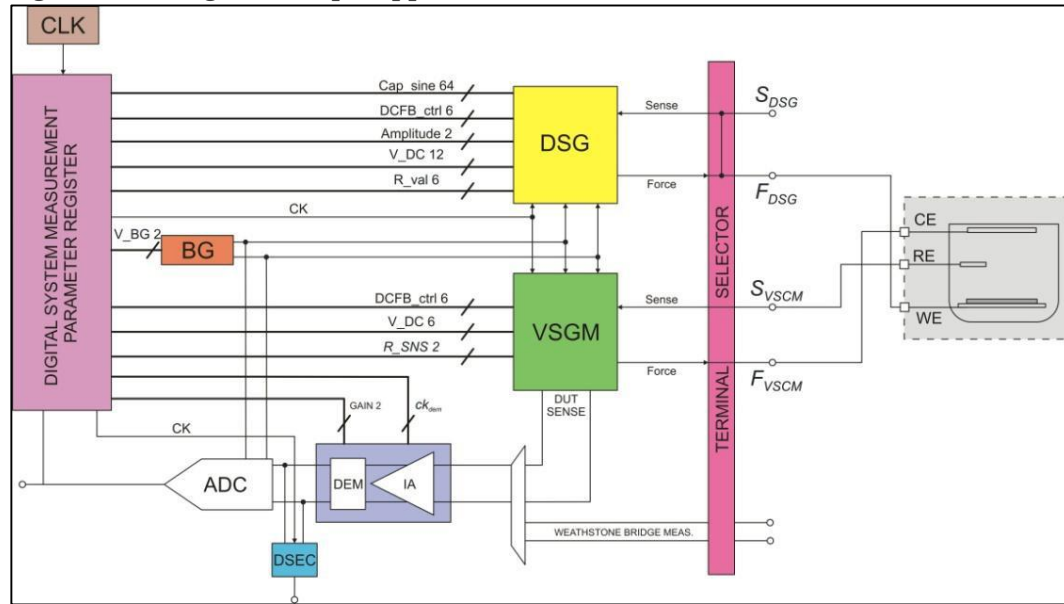 CLK
DIGITAL SYSTEM MEASUREMENT
PARAMETER REGISTER
Cap_sine 64
DCFB_ctrl 6
Amplitude 2
V_DC 12
R_val 6
CK
V_BG 2
BG
DSG
Sense
Force
S_DSG
F_DSG
TERMINAL SELECTOR
CE
RE
WE
DCFB_ctrl 6
V_DC 6
R_SNS 2
VSGM
Sense
Force
S_VSCM
F_VSCM
DUT
SENSE
GAIN 2
ck_dem
CK
ADC
DEM
IA
DSEC
WEATHSTONE BRIDGE MEAS.